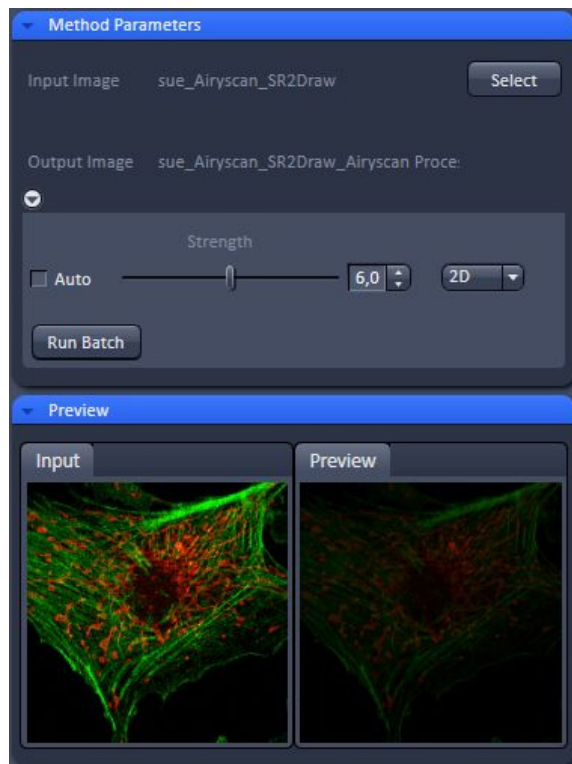 Method Parameters
Input Image sue_Airyscan_SR2Draw Select
Output Image sue_Airyscan_SR2Draw_Airyscan Proce:
Strength
Auto 6,0 2D
Run Batch
Preview
Input Preview